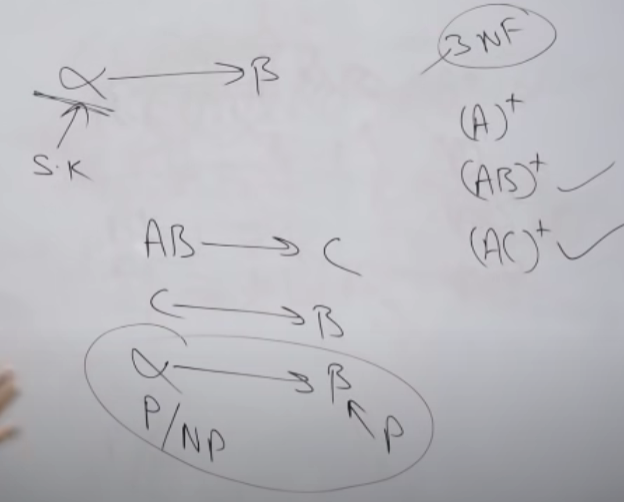 α → β
S.K
AB → C
C → B
α → β
P/NP
P
3NF
(A)⁺
(AB)⁺ ✓
(AC)⁺ ✓